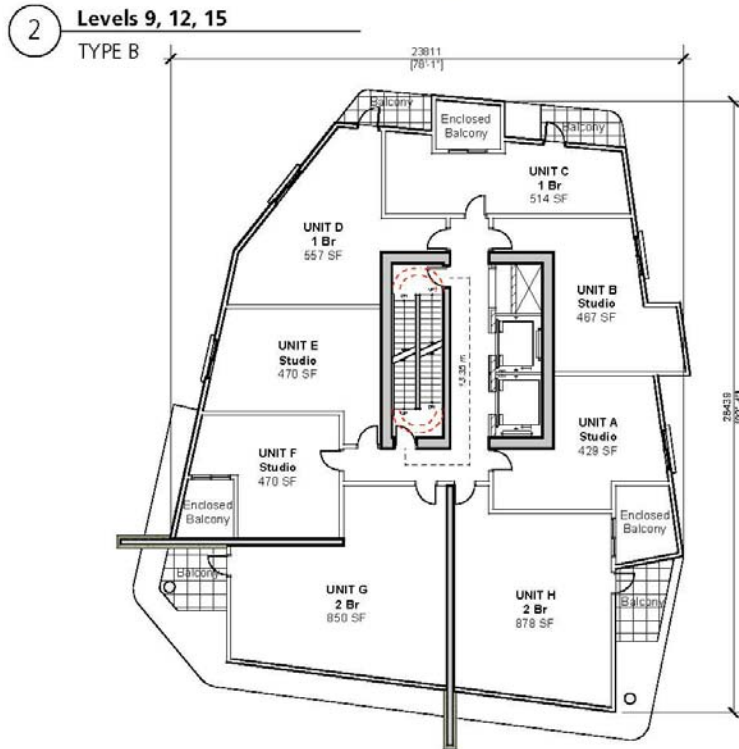 2
Levels 9, 12, 15
TYPE B
23811
[78'-1"]
Balcony
Enclosed
Balcony
Balcony
UNIT C
1 Br
514 SF
UNIT D
1 Br
557 SF
UNIT B
Studio
467 SF
UNIT E
Studio
470 SF
13.35 m
28439
UNIT A
Studio
429 SF
UNIT F
Studio
470 SF
Enclosed
Balcony
Enclosed
Balcony
Balcony
UNIT G
2 Br
850 SF
UNIT H
2 Br
878 SF
Balcony